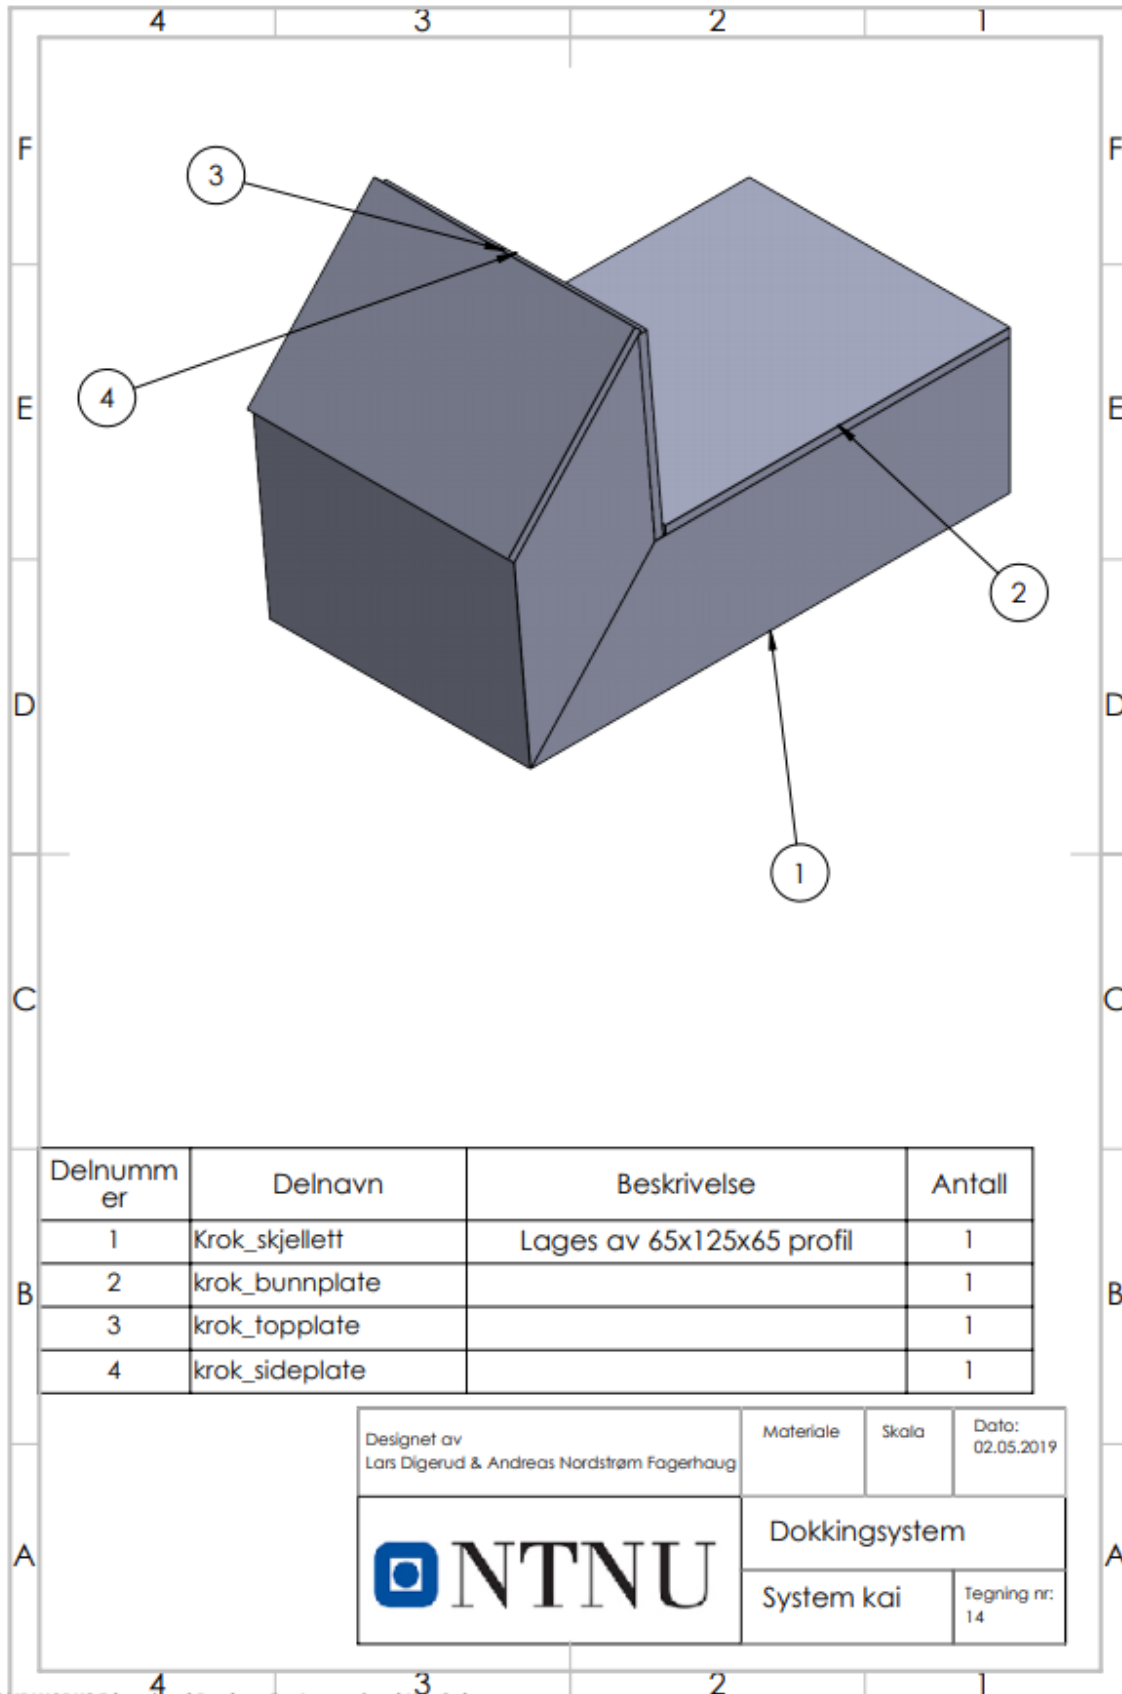 4 3 2 1
F F
3
4
E E
2
D D
1
C C
Delnumm
er Delnavn Beskrivelse Antall
1 Krok_skjellett Lages av 65x125x65 profil 1
2 krok_bunnplate 1
B B
3 krok_topplate 1
4 krok_sideplate 1
Designet av
Lars Digerud & Andreas Nordstrøm Fagerhaug
Materiale Skala Dato:
02.05.2019
NTNU
Dokkingsystem
System kai
Tegning nr:
14
A A
4 3 2 1